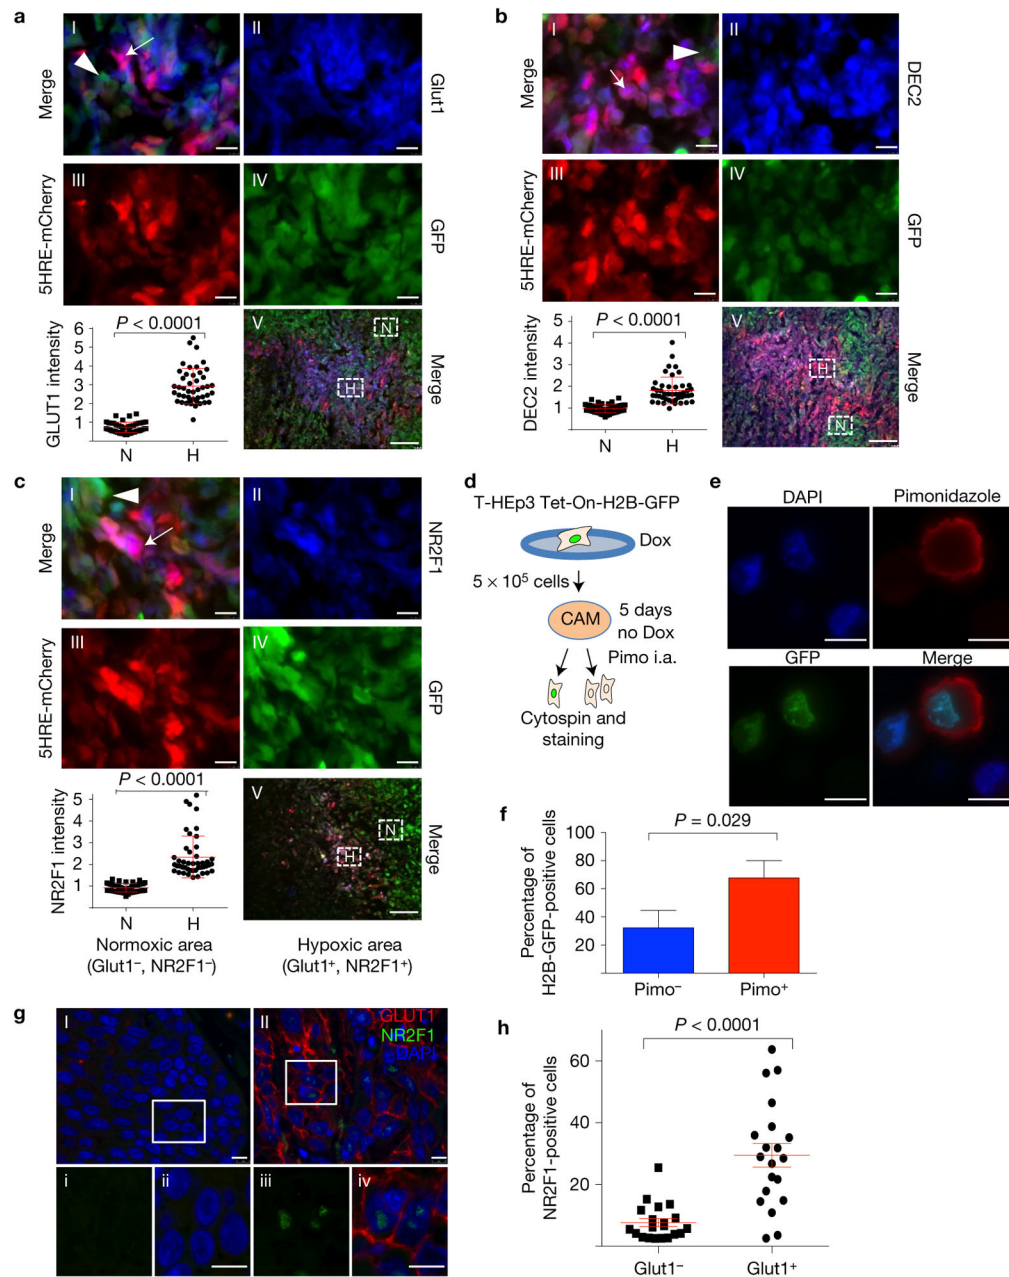 a
I
II
Merge
Glut1
III
IV
5HRE-mCherry
GFP
P < 0.0001
GLUT1 intensity
6
5
4
3
2
1
N
H
V
N
H
Merge
b
I
II
Merge
DEC2
III
IV
5HRE-mCherry
GFP
P < 0.0001
DEC2 intensity
5
4
3
2
1
N
H
V
H
N
Merge
c
I
II
Merge
NR2F1
III
IV
5HRE-mCherry
GFP
P < 0.0001
NR2F1 intensity
5
4
3
2
1
N
H
V
N
H
Merge
Normoxic area
(Glut1⁻, NR2F1⁻)
Hypoxic area
(Glut1⁺, NR2F1⁺)
d
T-HEp3 Tet-On-H2B-GFP
Dox
5 × 10⁵ cells
CAM
5 days
no Dox
Pimo i.a.
Cytospin and
staining
e
DAPI
Pimonidazole
GFP
Merge
f
P = 0.029
Percentage of
H2B-GFP-positive cells
100
80
60
40
20
Pimo⁻
Pimo⁺
g
I
II
GLUT1
NR2F1
DAPI
i
ii
iii
iv
h
P < 0.0001
Percentage of
NR2F1-positive cells
60
40
20
Glut1⁻
Glut1⁺